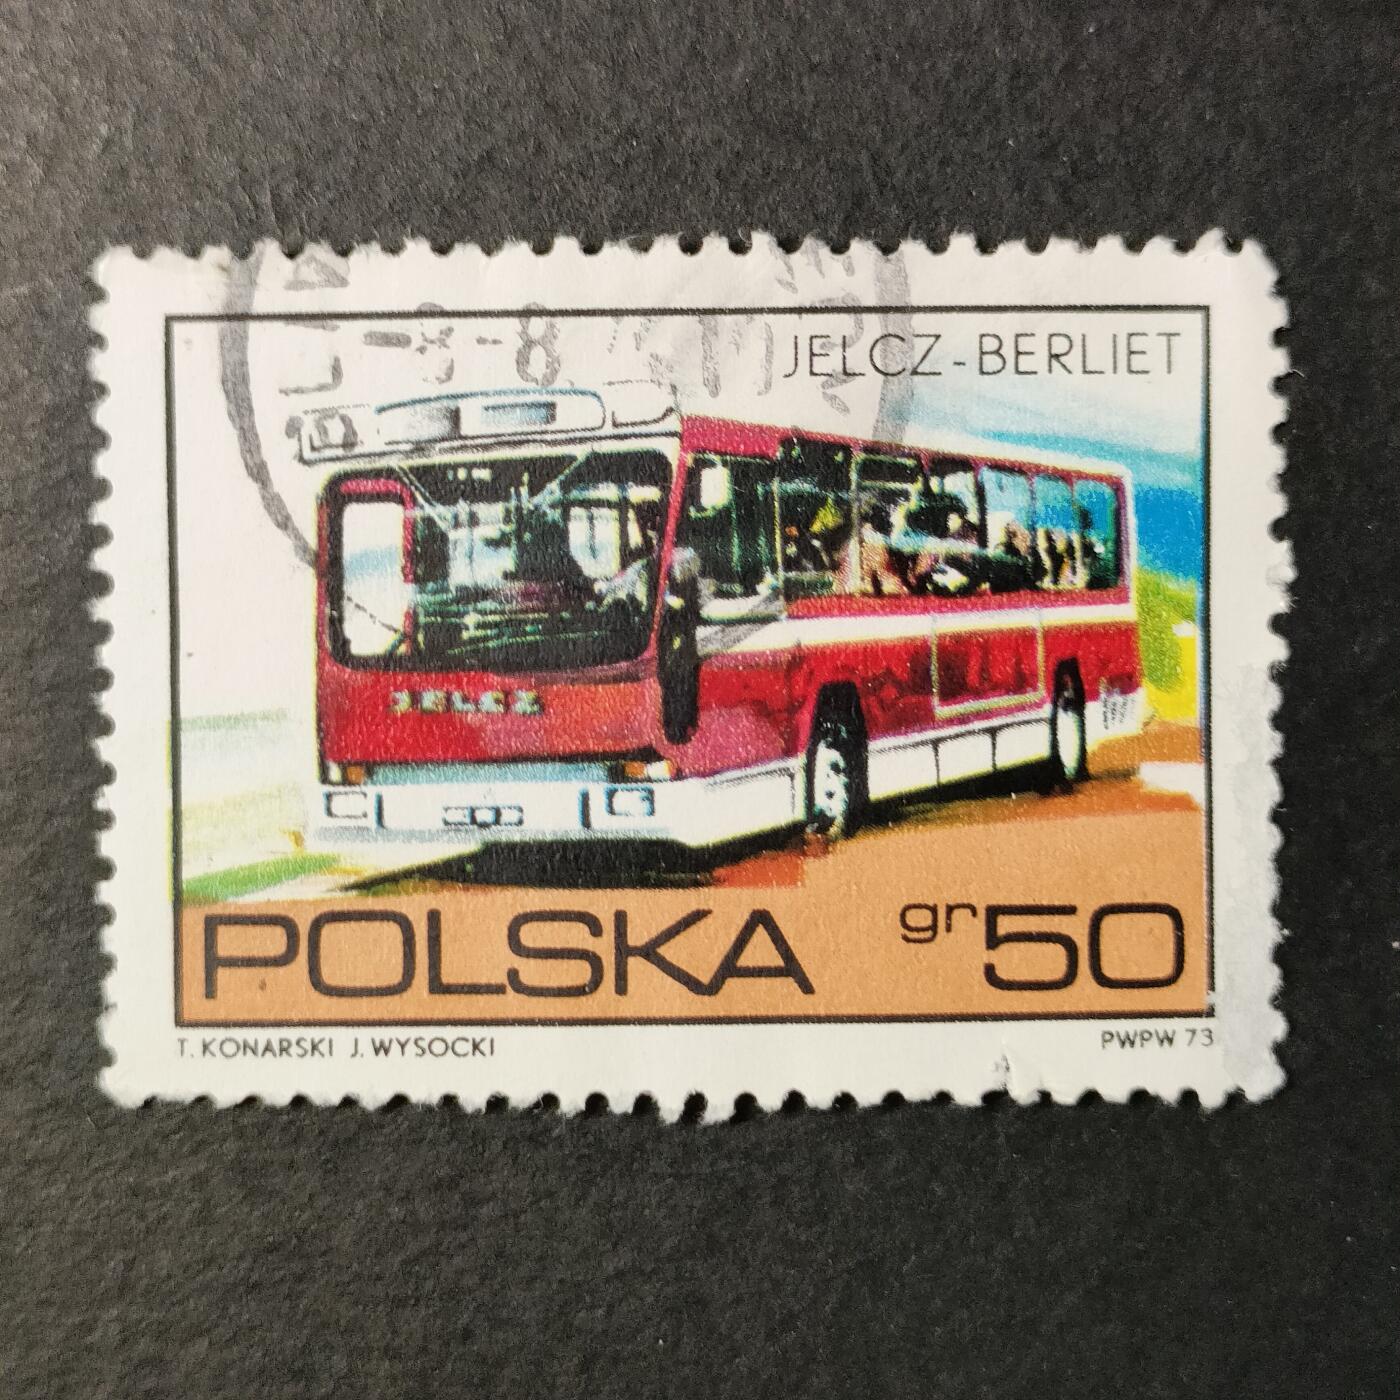 JELCZ-BERLIET
JELCZ
POLSKA gr 50
T. KONARSKI J. WYSOCKI
PWPW 73